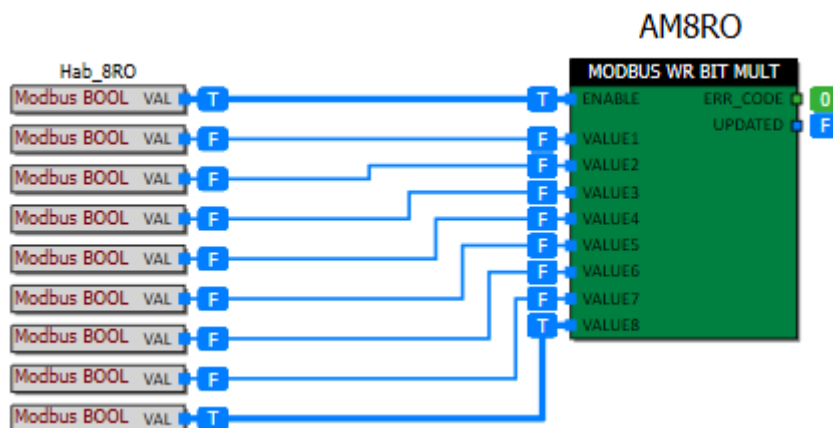 AM8RO
Hab_8RO
MODBUS WR BIT MULT
Modbus BOOL VAL T T ENABLE ERR_CODE 0
UPDATED F
Modbus BOOL VAL F F VALUE1
Modbus BOOL VAL F F VALUE2
Modbus BOOL VAL F F VALUE3
Modbus BOOL VAL F F VALUE4
Modbus BOOL VAL F F VALUE5
Modbus BOOL VAL F F VALUE6
Modbus BOOL VAL F F VALUE7
Modbus BOOL VAL T T VALUE8